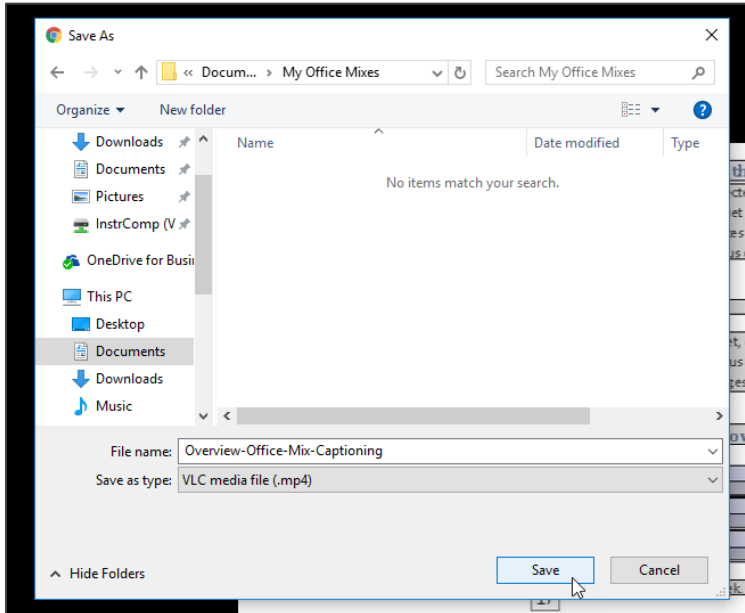 Save As
« Docum... > My Office Mixes
Search My Office Mixes
Organize
New folder
Name
Date modified
Type
No items match your search.
Downloads
Documents
Pictures
InstrComp (V
OneDrive for Busin
This PC
Desktop
Documents
Downloads
Music
File name: Overview-Office-Mix-Captioning
Save as type: VLC media file (.mp4)
Hide Folders
Save
Cancel